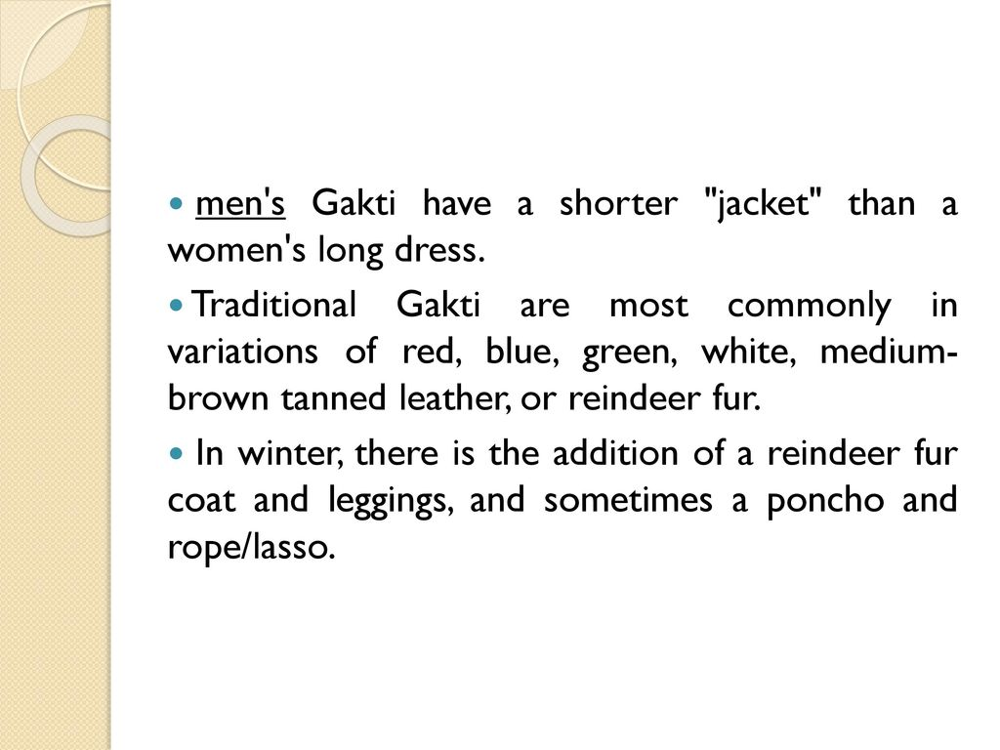 • men's Gakti have a shorter "jacket" than a
women's long dress.
• Traditional Gakti are most commonly in
variations of red, blue, green, white, medium-
brown tanned leather, or reindeer fur.
• In winter, there is the addition of a reindeer fur
coat and leggings, and sometimes a poncho and
rope/lasso.